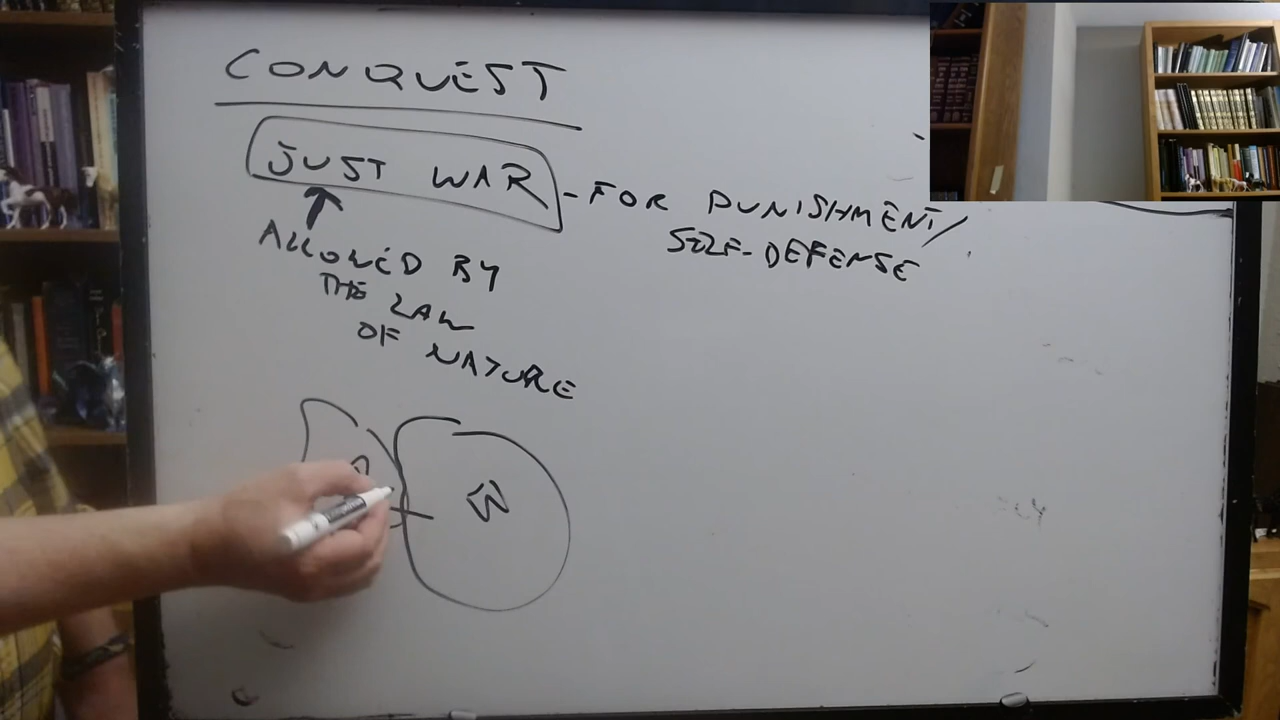 CONQUEST
JUST WAR - FOR PUNISHMENT/
SELF-DEFENSE
ALLOWED BY
THE LAW
OF NATURE